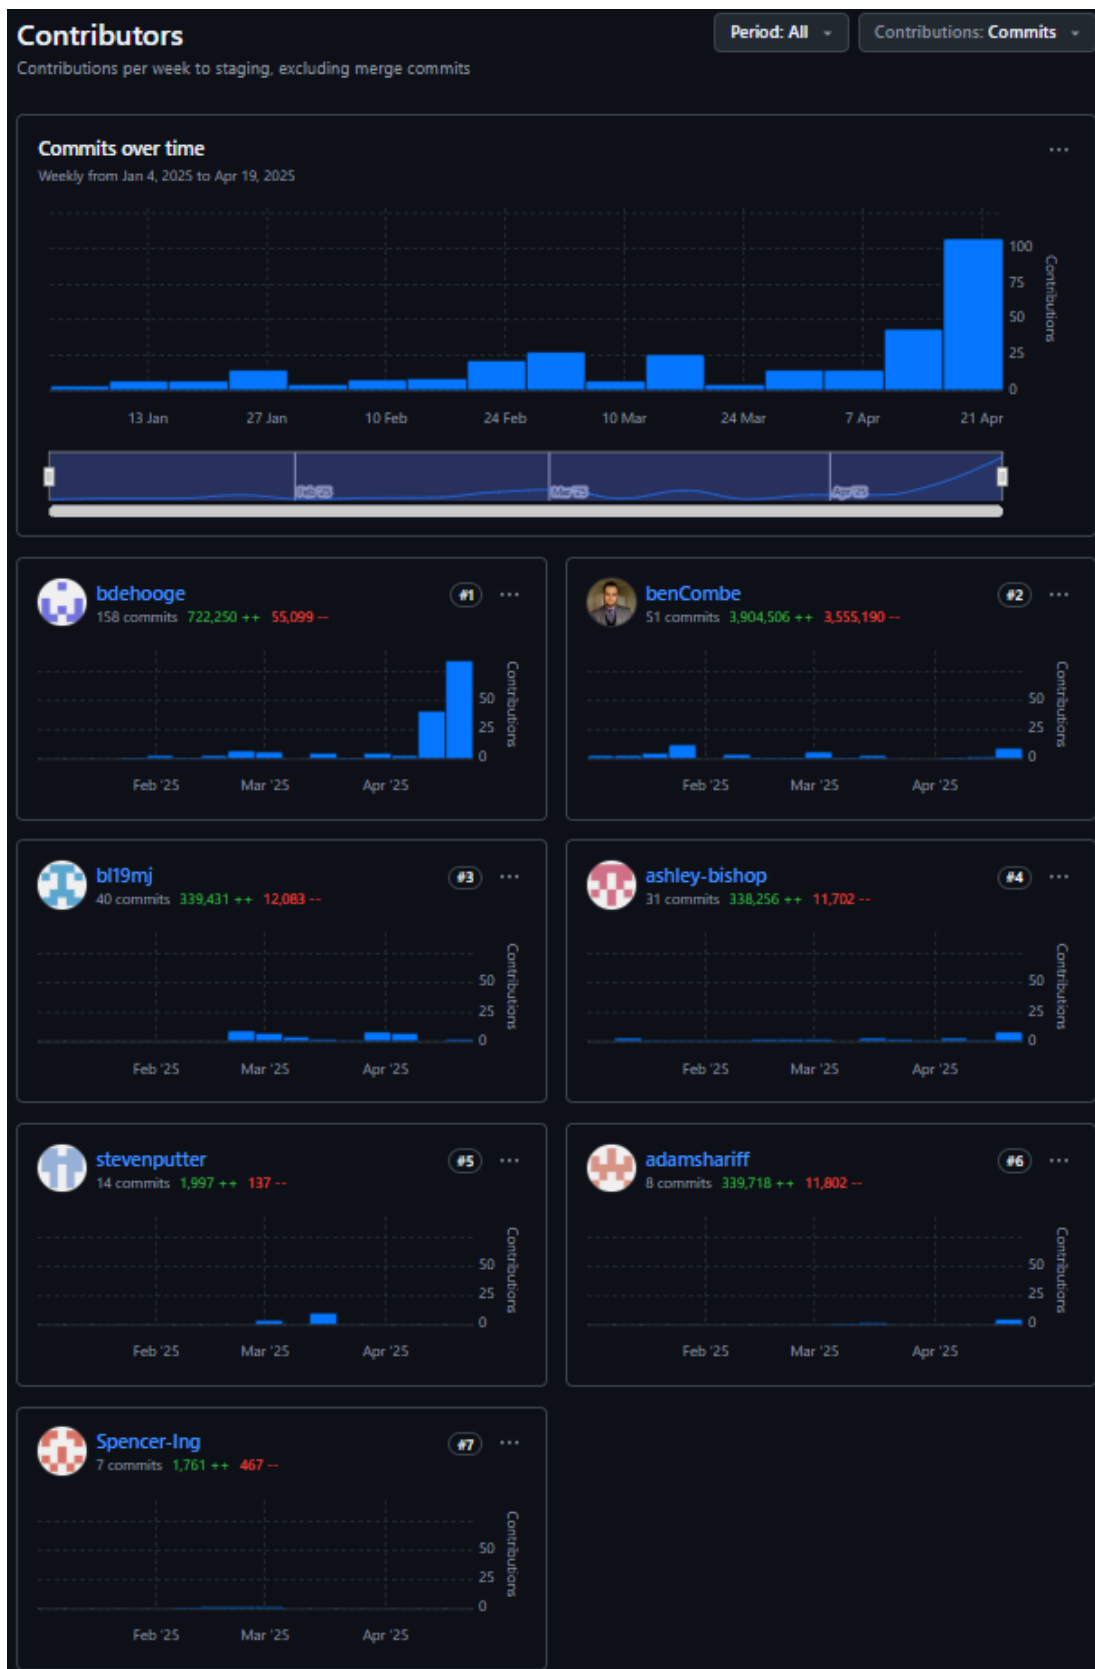 Contributors
Period: All
Contributions: Commits
Contributions per week to staging, excluding merge commits
Commits over time
Weekly from Jan 4, 2025 to Apr 19, 2025
100
75
50
25
0
Contributions
13 Jan 27 Jan 10 Feb 24 Feb 10 Mar 24 Mar 7 Apr 21 Apr
Feb '25 Mar '25 Apr '25
bdehooge
#1
158 commits 722,250 ++ 55,099 --
50
25
0
Contributions
Feb '25 Mar '25 Apr '25
benCombe
#2
51 commits 3,904,506 ++ 3,555,190 --
50
25
0
Contributions
Feb '25 Mar '25 Apr '25
bl19mj
#3
40 commits 339,431 ++ 12,083 --
50
25
0
Contributions
Feb '25 Mar '25 Apr '25
ashley-bishop
#4
31 commits 338,256 ++ 11,702 --
50
25
0
Contributions
Feb '25 Mar '25 Apr '25
stevenputter
#5
14 commits 1,997 ++ 137 --
50
25
0
Contributions
Feb '25 Mar '25 Apr '25
adamshariff
#6
8 commits 339,718 ++ 11,802 --
50
25
0
Contributions
Feb '25 Mar '25 Apr '25
Spencer-Ing
#7
7 commits 1,761 ++ 467 --
50
25
0
Contributions
Feb '25 Mar '25 Apr '25